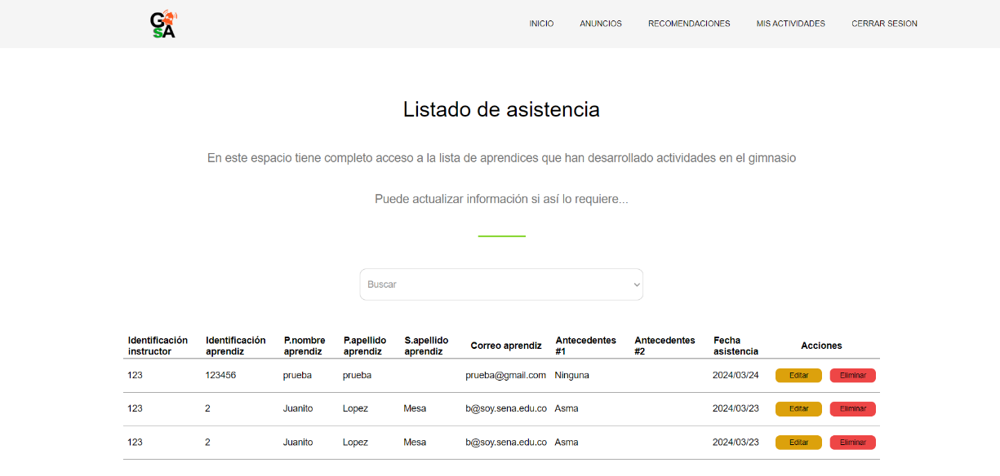 GSA
INICIO ANUNCIOS RECOMENDACIONES MIS ACTIVIDADES CERRAR SESION
Listado de asistencia
En este espacio tiene completo acceso a la lista de aprendices que han desarrollado actividades en el gimnasio
Puede actualizar información si así lo requiere...
Buscar
Identificación instructor Identificación aprendiz P.nombre aprendiz P.apellido aprendiz S.apellido aprendiz Correo aprendiz Antecedentes #1 Antecedentes #2 Fecha asistencia Acciones
123 123456 prueba prueba prueba@gmail.com Ninguna 2024/03/24 Editar Eliminar
123 2 Juanito Lopez Mesa b@soy.sena.edu.co Asma 2024/03/23 Editar Eliminar
123 2 Juanito Lopez Mesa b@soy.sena.edu.co Asma 2024/03/23 Editar Eliminar